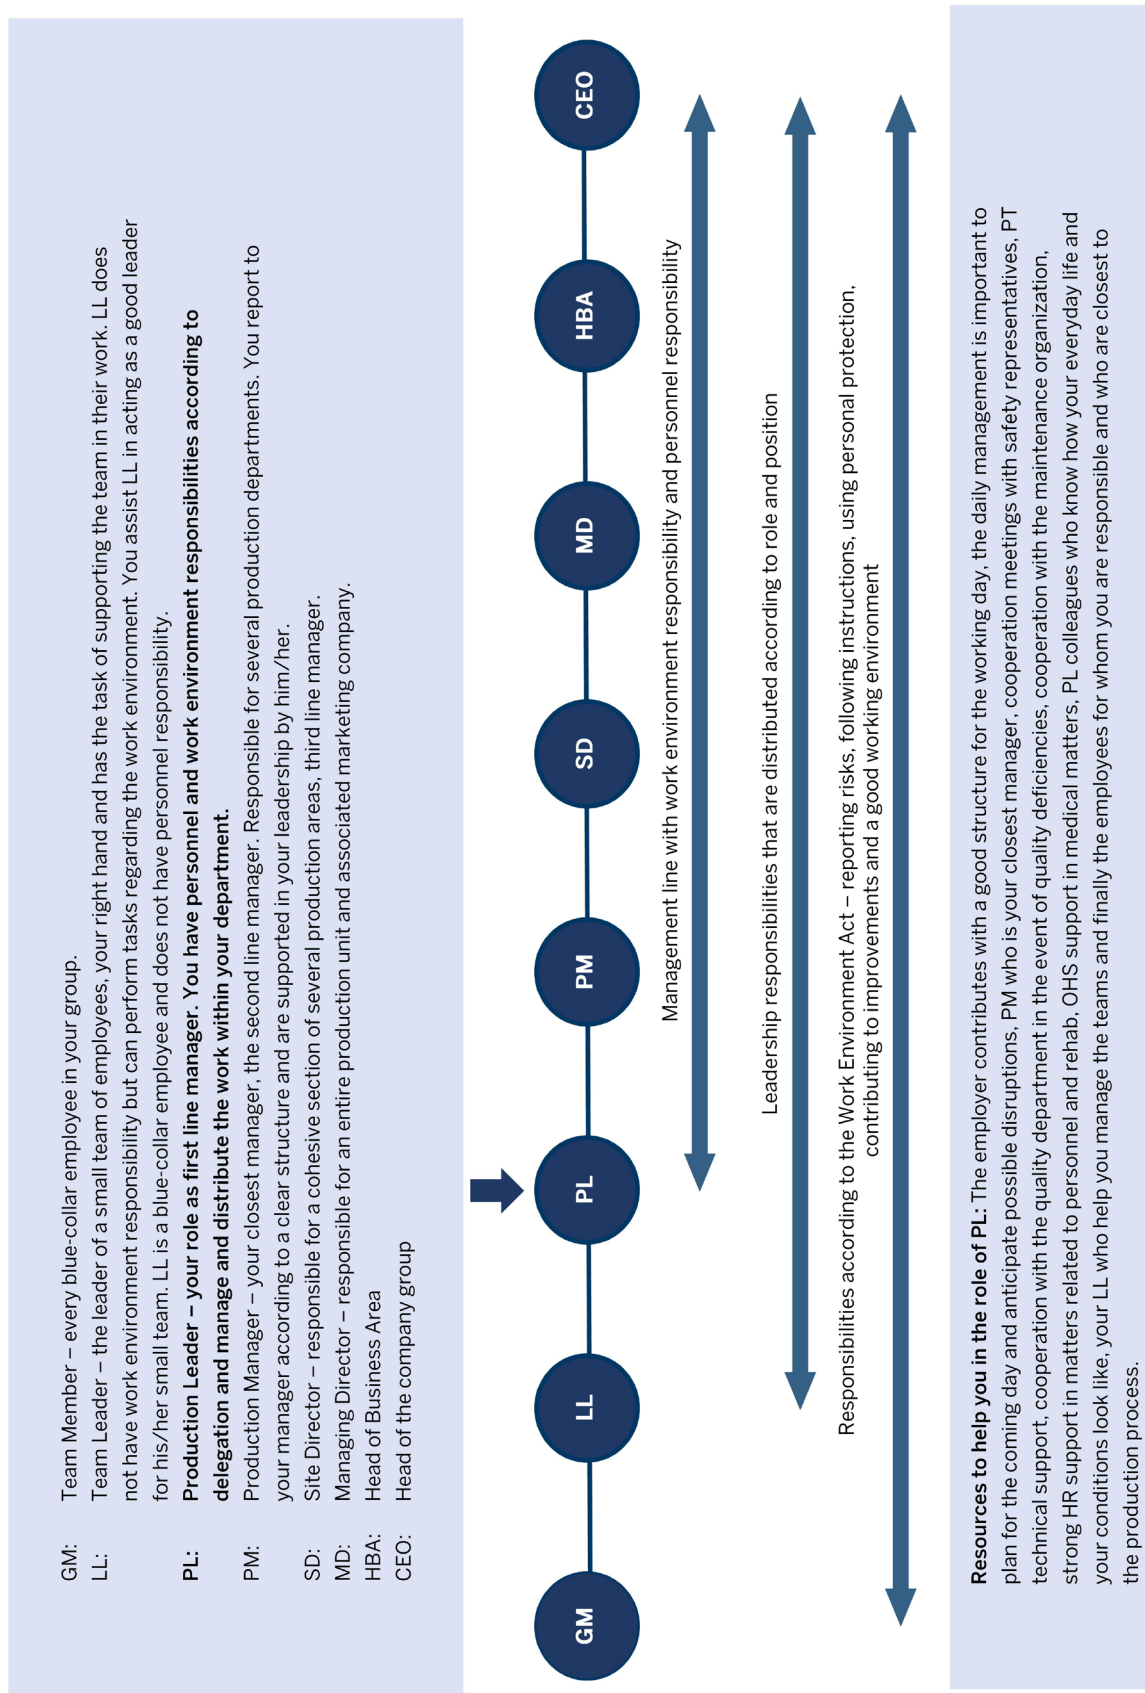 GM: Team Member – every blue-collar employee in your group.
LL: Team Leader – the leader of a small team of employees, your right hand and has the task of supporting the team in their work. LL does
not have work environment responsibility but can perform tasks regarding the work environment. You assist LL in acting as a good leader
for his/her small team. LL is a blue-collar employee and does not have personnel responsibility.
PL: Production Leader – your role as first line manager. You have personnel and work environment responsibilities according to
delegation and manage and distribute the work within your department.
PM: Production Manager – your closest manager, the second line manager. Responsible for several production departments. You report to
your manager according to a clear structure and are supported in your leadership by him/her.
SD: Site Director – responsible for a cohesive section of several production areas, third line manager.
MD: Managing Director – responsible for an entire production unit and associated marketing company.
HBA: Head of Business Area
CEO: Head of the company group
GM LL PL PM SD MD HBA CEO
Management line with work environment responsibility and personnel responsibility
Leadership responsibilities that are distributed according to role and position
Responsibilities according to the Work Environment Act – reporting risks, following instructions, using personal protection,
contributing to improvements and a good working environment
Resources to help you in the role of PL: The employer contributes with a good structure for the working day, the daily management is important to
plan for the coming day and anticipate possible disruptions, PM who is your closest manager, cooperation meetings with safety representatives, PT
technical support, cooperation with the quality department in the event of quality deficiencies, cooperation with the maintenance organization,
strong HR support in matters related to personnel and rehab, OHS support in medical matters, PL colleagues who know how your everyday life and
your conditions look like, your LL who help you manage the teams and finally the employees for whom you are responsible and who are closest to
the production process.